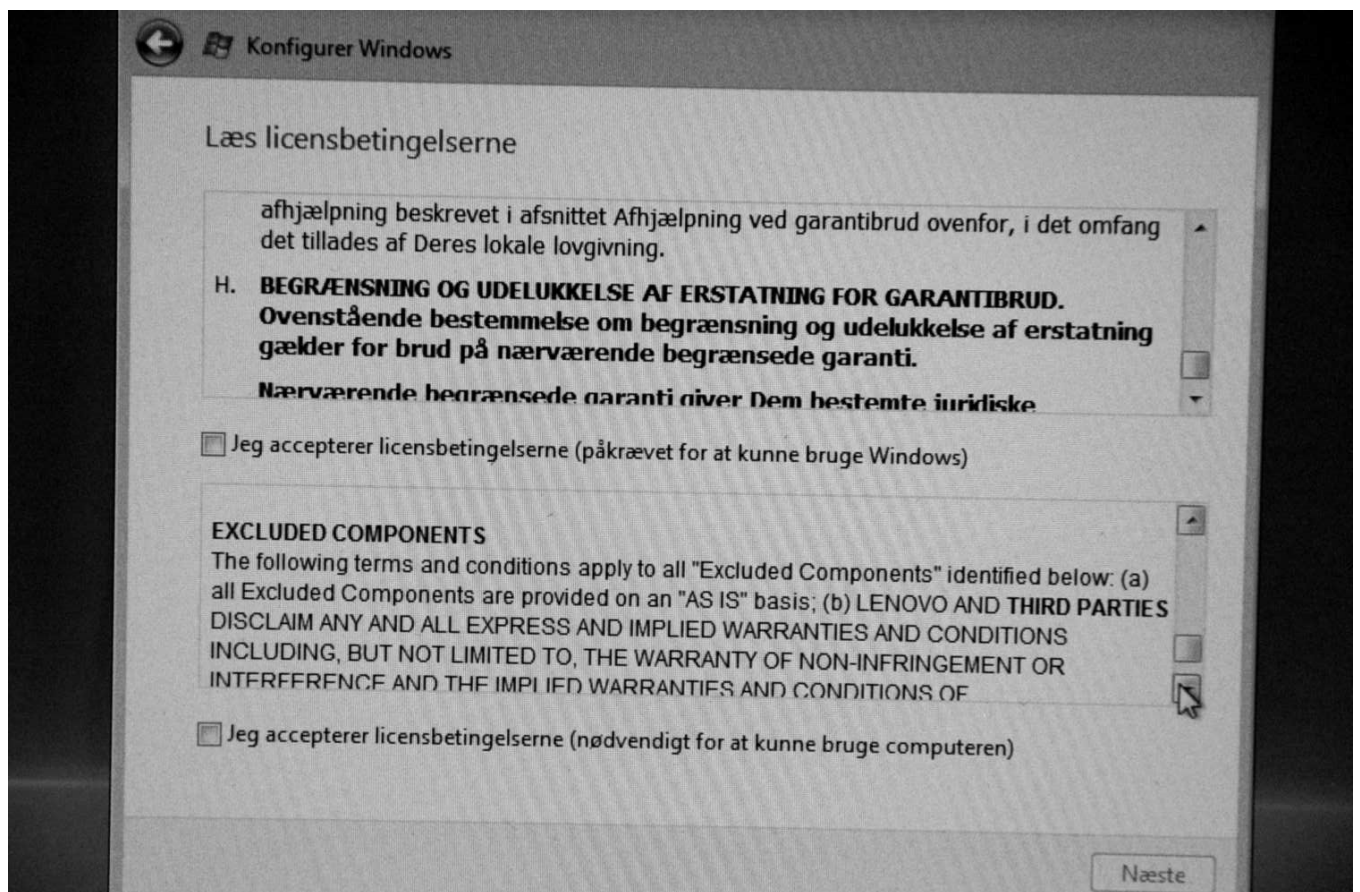 Konfigurer Windows
Læs licensbetingelserne
afhjælpning beskrevet i afsnittet Afhjælpning ved garantibrud ovenfor, i det omfang
det tillades af Deres lokale lovgivning.
H. BEGRÆNSNING OG UDELUKKELSE AF ERSTATNING FOR GARANTIBRUD.
Ovenstående bestemmelse om begrænsning og udelukkelse af erstatning
gælder for brud på nærværende begrænsede garanti.
Nærværende begrænsede garanti giver Dem bestemte juridiske
Jeg accepterer licensbetingelserne (påkrævet for at kunne bruge Windows)
EXCLUDED COMPONENTS
The following terms and conditions apply to all "Excluded Components" identified below: (a)
all Excluded Components are provided on an "AS IS" basis; (b) LENOVO AND THIRD PARTIES
DISCLAIM ANY AND ALL EXPRESS AND IMPLIED WARRANTIES AND CONDITIONS
INCLUDING, BUT NOT LIMITED TO, THE WARRANTY OF NON-INFRINGEMENT OR
INTERFERENCE AND THE IMPLIED WARRANTIES AND CONDITIONS OF
Jeg accepterer licensbetingelserne (nødvendigt for at kunne bruge computeren)
Næste